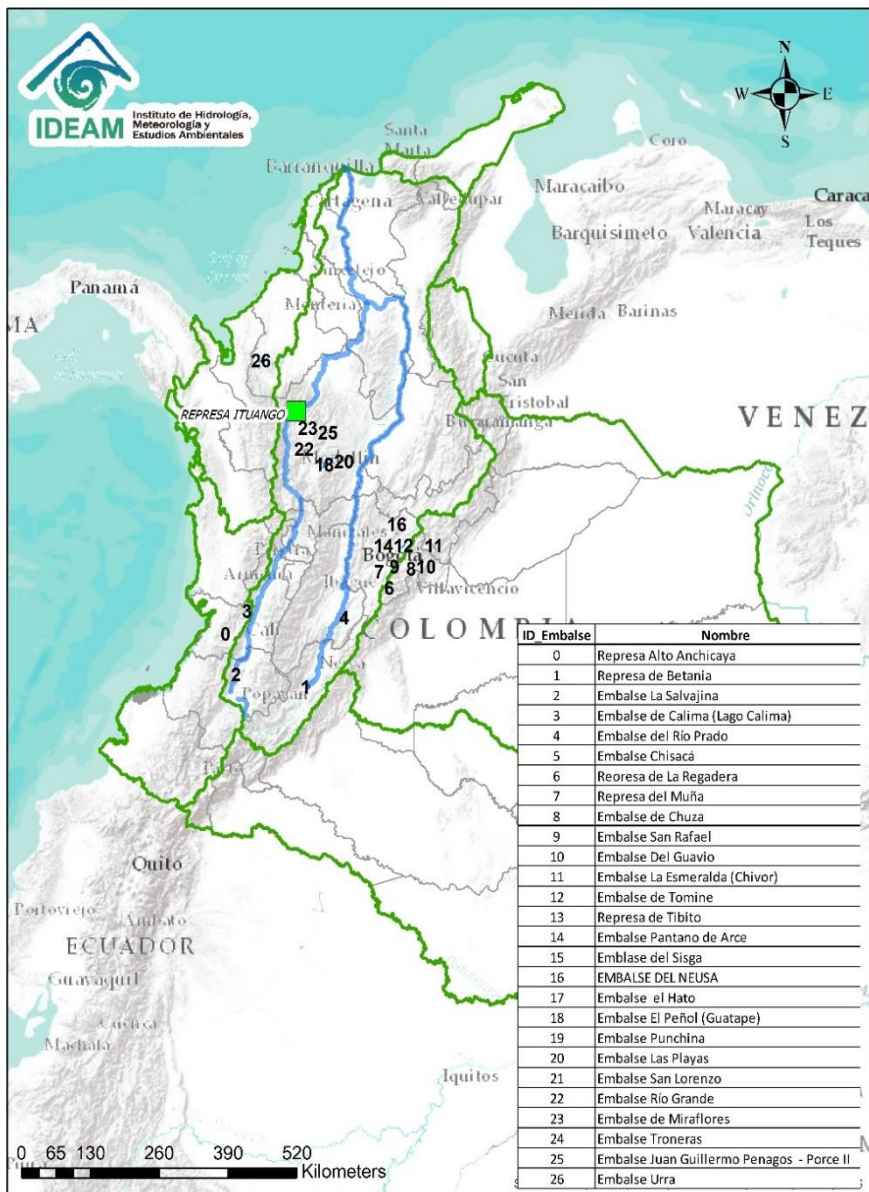 IDEAM
Instituto de Hidrología,
Meteorología y
Estudios Ambientales
N
W E
S
Santa
Marta
Barranquilla
Coro
Maracaibo
Valledupar
Maracay
Caraca
Barquisimeto
Valencia
Los
Teques
Panamá
Montería
MA
Merida
Barinas
26
Cucuta
San
Cristobal
REPRESA ITUANGO
Bucaramanga
VENEZ
23
25
22
18
20
Orinoco
Manizales
16
14 12 11
Bogotá
7 9 8 10
Armenia
Ibague
6
Villavicencio
3
4
0
Cali
OLOMBIA
Neiva
2
1
Popayán
Pasto
Quito
Portoviejo
Ambato
ECUADOR
Guayaquil
Cuenca
Machala
Iquitos
ID_Embalse Nombre
0 Represa Alto Anchicaya
1 Represa de Betania
2 Embalse La Salvajina
3 Embalse de Calima (Lago Calima)
4 Embalse del Río Prado
5 Embalse Chisacá
6 Reoresa de La Regadera
7 Represa del Muña
8 Embalse de Chuza
9 Embalse San Rafael
10 Embalse Del Guavio
11 Embalse La Esmeralda (Chivor)
12 Embalse de Tomine
13 Represa de Tibito
14 Embalse Pantano de Arce
15 Emblase del Sisga
16 EMBALSE DEL NEUSA
17 Embalse el Hato
18 Embalse El Peñol (Guatape)
19 Embalse Punchina
20 Embalse Las Playas
21 Embalse San Lorenzo
22 Embalse Río Grande
23 Embalse de Miraflores
24 Embalse Troneras
25 Embalse Juan Guillermo Penagos - Porce II
26 Embalse Urra
0 65 130 260 390 520
Kilometers